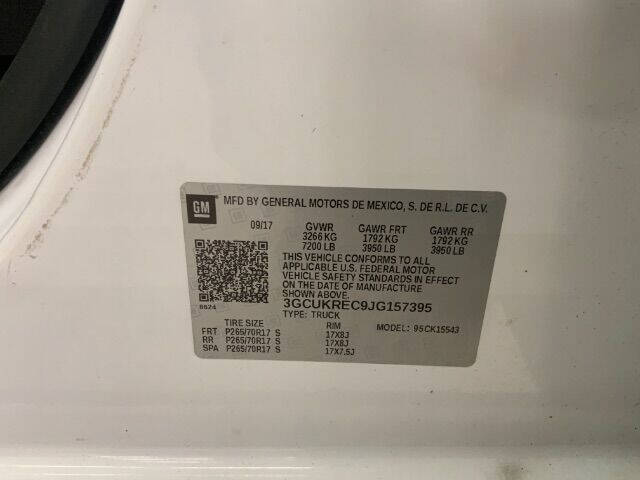 GM
MFD BY GENERAL MOTORS DE MEXICO, S. DE R.L. DE C.V.
09/17 GVWR GAWR FRT GAWR RR
3266 KG 1792 KG 1792 KG
7200 LB 3950 LB 3950 LB
THIS VEHICLE CONFORMS TO ALL
APPLICABLE U.S. FEDERAL MOTOR
VEHICLE SAFETY STANDARDS IN EFFECT
ON THE DATE OF MANUFACTURE
SHOWN ABOVE.
8624 3GCUKREC9JG157395
TYPE: TRUCK
TIRE SIZE RIM MODEL: 95CK15543
FRT P265/70R17 S 17X8J
RR P265/70R17 S 17X8J
SPA P265/70R17 S 17X7.5J